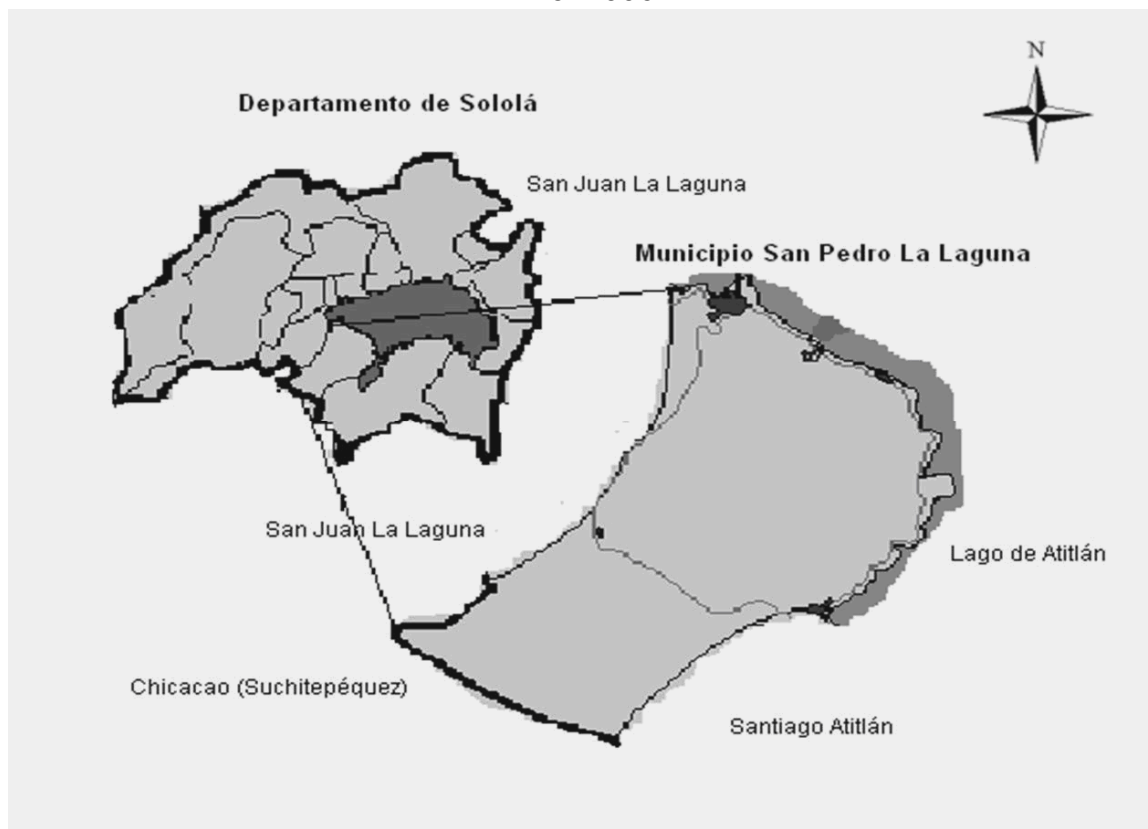 N
Departamento de Sololá
San Juan La Laguna
Municipio San Pedro La Laguna
San Juan La Laguna
Lago de Atitlán
Chicacao (Suchitepéquez)
Santiago Atitlán